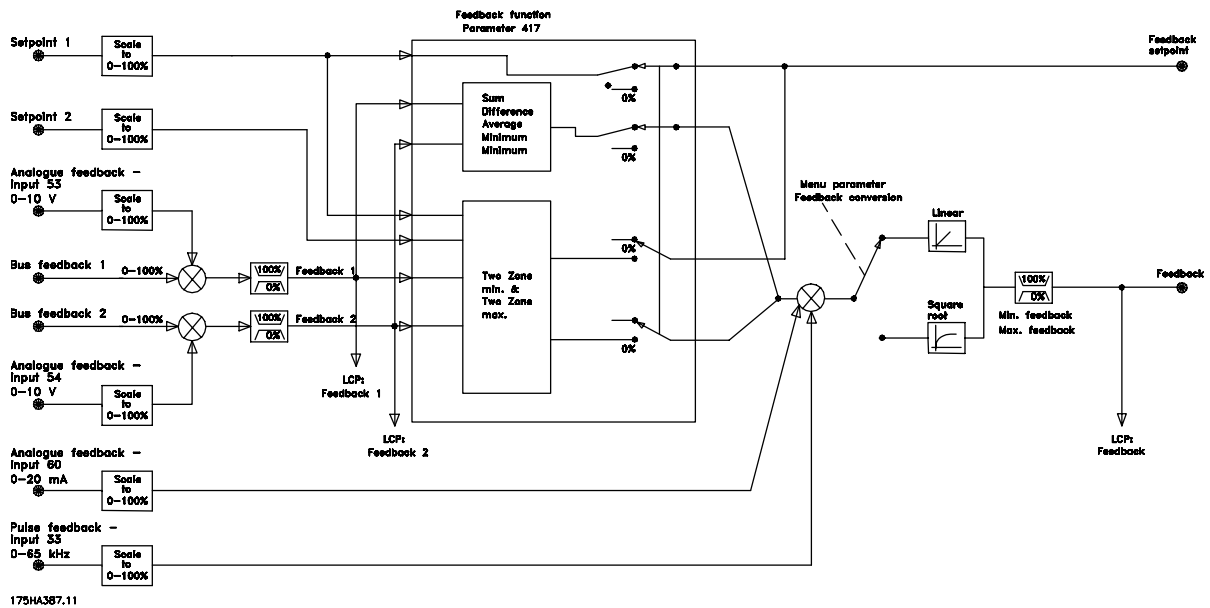 Feedback function
Parameter 417
Setpoint 1
Scale
to
0-100%
Feedback
setpoint
Setpoint 2
Scale
to
0-100%
Sum
Difference
Average
Minimum
Minimum
0%
0%
Analogue feedback -
Input 53
0-10 V
Scale
to
0-100%
Menu parameter
Feedback conversion
Linear
Bus feedback 1
0-100%
100%
0%
Feedback 1
Two Zone
min. &
Two Zone
max.
0%
100%
0%
Feedback
Bus feedback 2
0-100%
100%
0%
Feedback 2
0%
Square
root
Min. feedback
Max. feedback
Analogue feedback -
Input 54
0-10 V
Scale
to
0-100%
LCP:
Feedback 1
LCP:
Feedback 2
LCP:
Feedback
Analogue feedback -
Input 60
0-20 mA
Scale
to
0-100%
Pulse feedback -
Input 33
0-65 kHz
Scale
to
0-100%
175HA387.11